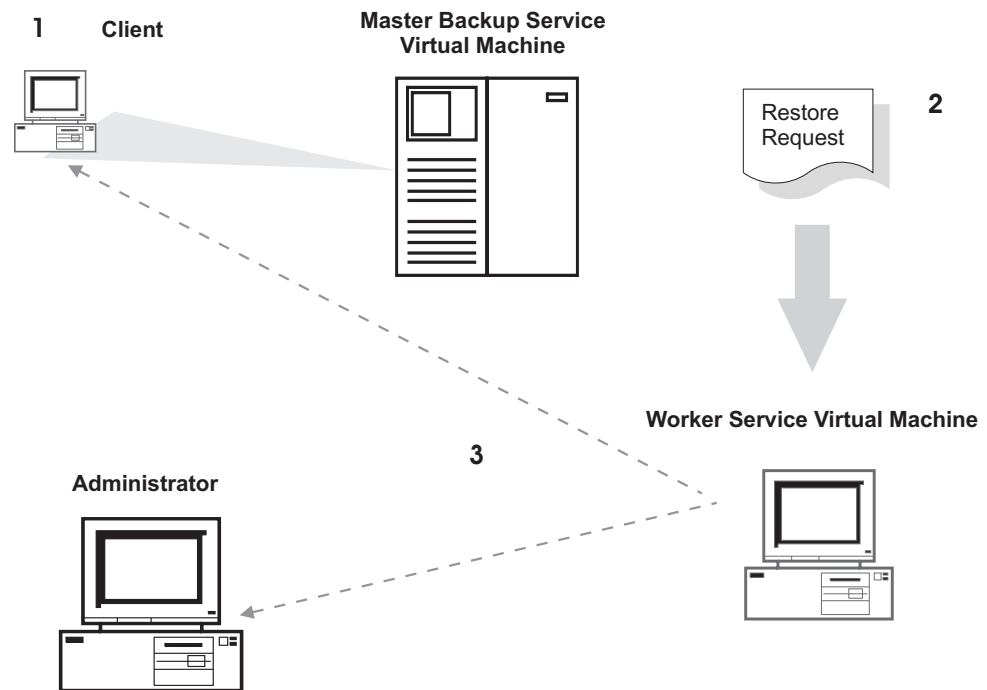 1
Client
Master Backup Service
Virtual Machine
Restore
Request
2
Worker Service Virtual Machine
3
Administrator